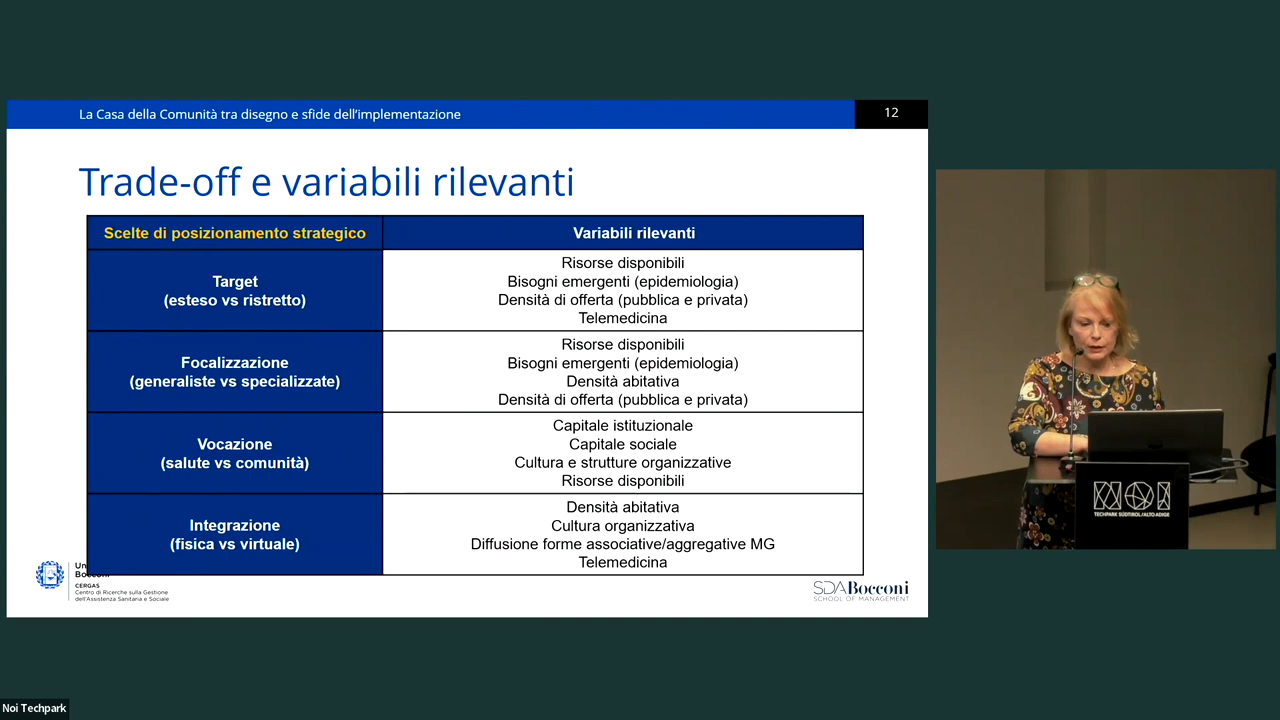 La Casa della Comunità tra disegno e sfide dell'implementazione
12
Trade-off e variabili rilevanti
Scelte di posizionamento strategico
Variabili rilevanti
Target
(esteso vs ristretto)
Risorse disponibili
Bisogni emergenti (epidemiologia)
Densità di offerta (pubblica e privata)
Telemedicina
Focalizzazione
(generaliste vs specializzate)
Risorse disponibili
Bisogni emergenti (epidemiologia)
Densità abitativa
Densità di offerta (pubblica e privata)
Vocazione
(salute vs comunità)
Capitale istituzionale
Capitale sociale
Cultura e strutture organizzative
Risorse disponibili
Integrazione
(fisica vs virtuale)
Densità abitativa
Cultura organizzativa
Diffusione forme associative/aggregative MG
Telemedicina
CERGAS
Centro di Ricerche sulla Gestione
dell'Assistenza Sanitaria e Sociale
SDA Bocconi
SCHOOL OF MANAGEMENT
NOI
TECHPARK SÜDTIROL/ALTO ADIGE
Noi Techpark